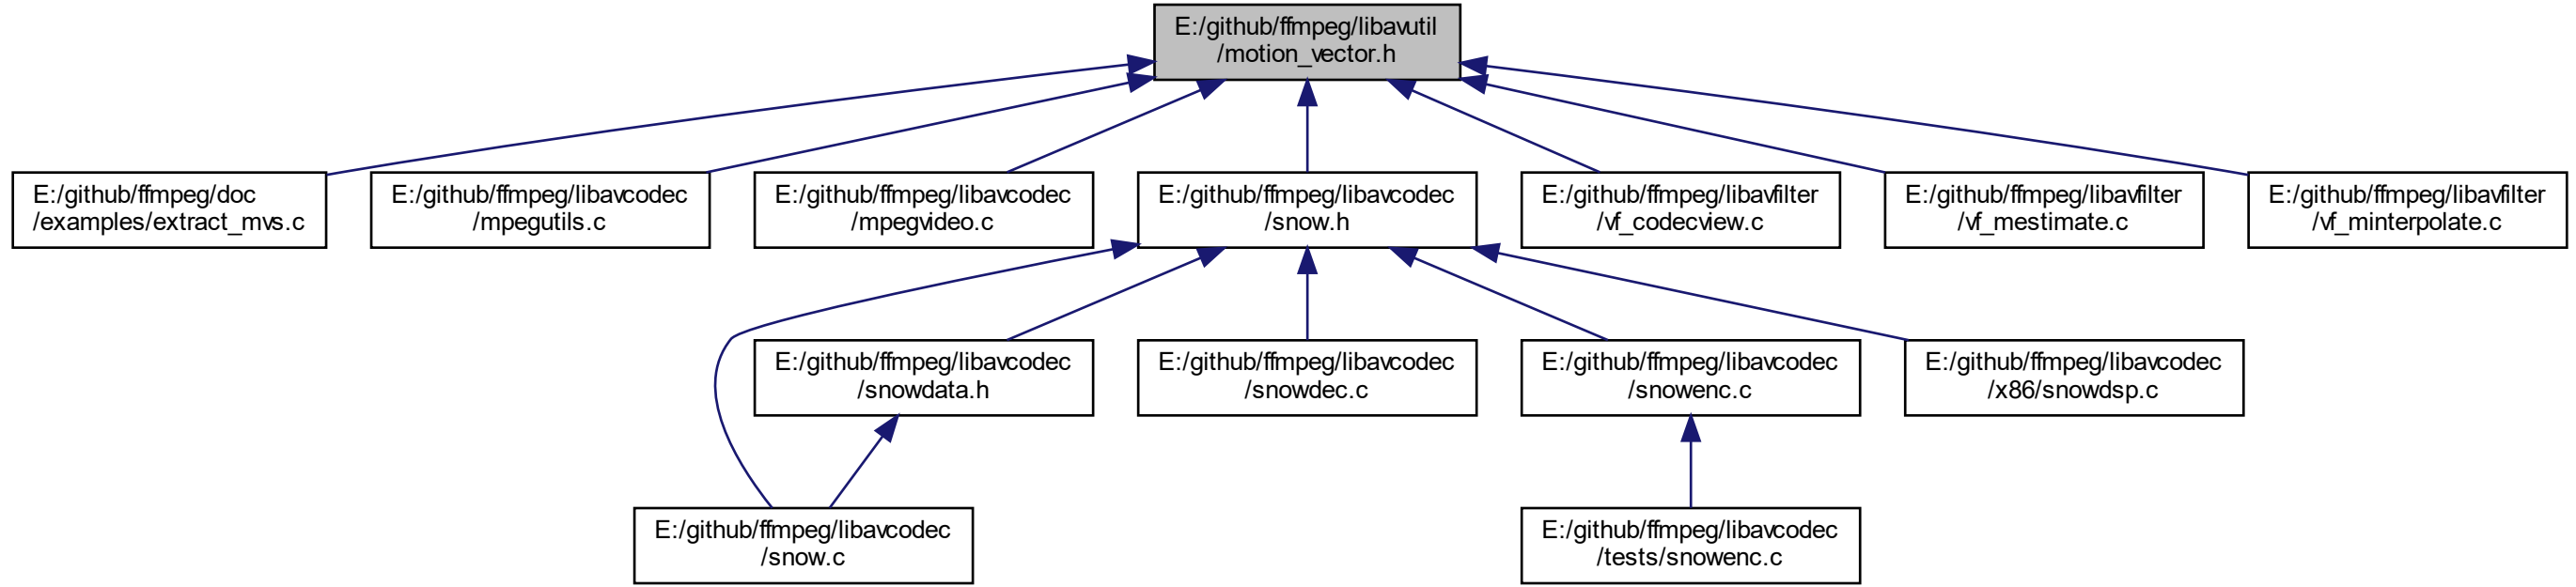 E:/github/ffmpeg/libavutil
/motion_vector.h
E:/github/ffmpeg/doc
/examples/extract_mvs.c
E:/github/ffmpeg/libavcodec
/mpegutils.c
E:/github/ffmpeg/libavcodec
/mpegvideo.c
E:/github/ffmpeg/libavcodec
/snow.h
E:/github/ffmpeg/libavfilter
/vf_codecview.c
E:/github/ffmpeg/libavfilter
/vf_mestimate.c
E:/github/ffmpeg/libavfilter
/vf_minterpolate.c
E:/github/ffmpeg/libavcodec
/snowdata.h
E:/github/ffmpeg/libavcodec
/snowdec.c
E:/github/ffmpeg/libavcodec
/snowenc.c
E:/github/ffmpeg/libavcodec
/x86/snowdsp.c
E:/github/ffmpeg/libavcodec
/snow.c
E:/github/ffmpeg/libavcodec
/tests/snowenc.c